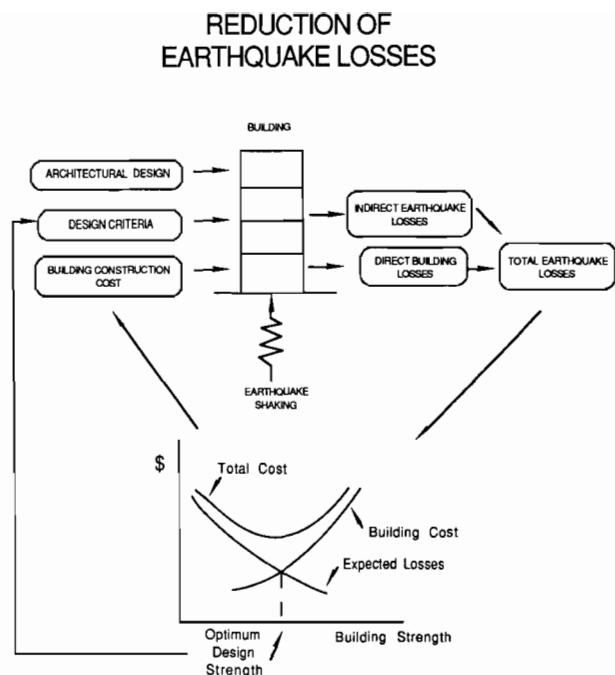 REDUCTION OF
EARTHQUAKE LOSSES
BUILDING
ARCHITECTURAL DESIGN
DESIGN CRITERIA
BUILDING CONSTRUCTION
COST
INDIRECT EARTHQUAKE
LOSSES
DIRECT BUILDING
LOSSES
TOTAL EARTHQUAKE
LOSSES
EARTHQUAKE
SHAKING
$
Total Cost
Building Cost
Expected Losses
Optimum
Design
Strength
Building Strength